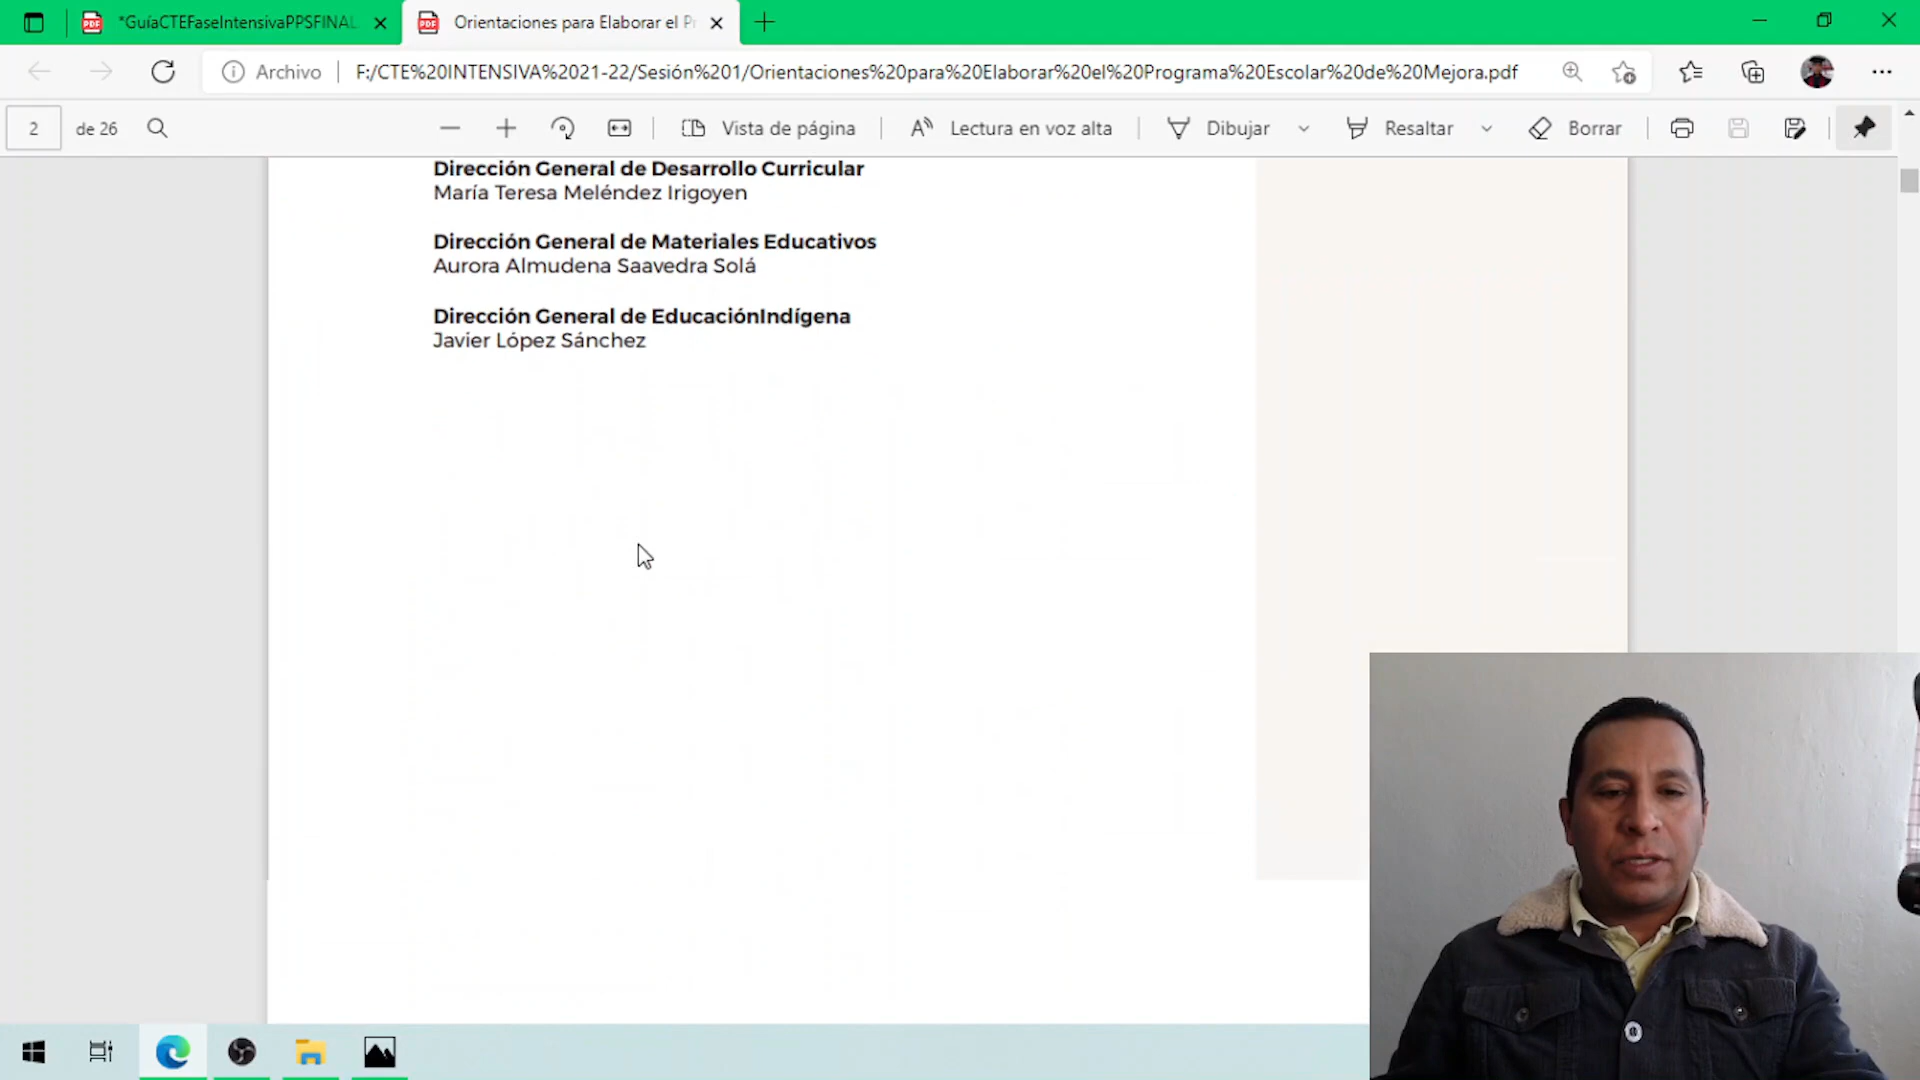 *GuíaCTEFaseIntensivaPPSFINAL
Orientaciones para Elaborar el Pr
Archivo
F:/CTE%20INTENSIVA%2021-22/Sesión%201/Orientaciones%20para%20Elaborar%20el%20Programa%20Escolar%20de%20Mejora.pdf
2 de 26
Vista de página
Lectura en voz alta
Dibujar
Resaltar
Borrar
Dirección General de Desarrollo Curricular
María Teresa Meléndez Irigoyen
Dirección General de Materiales Educativos
Aurora Almudena Saavedra Solá
Dirección General de EducaciónIndígena
Javier López Sánchez